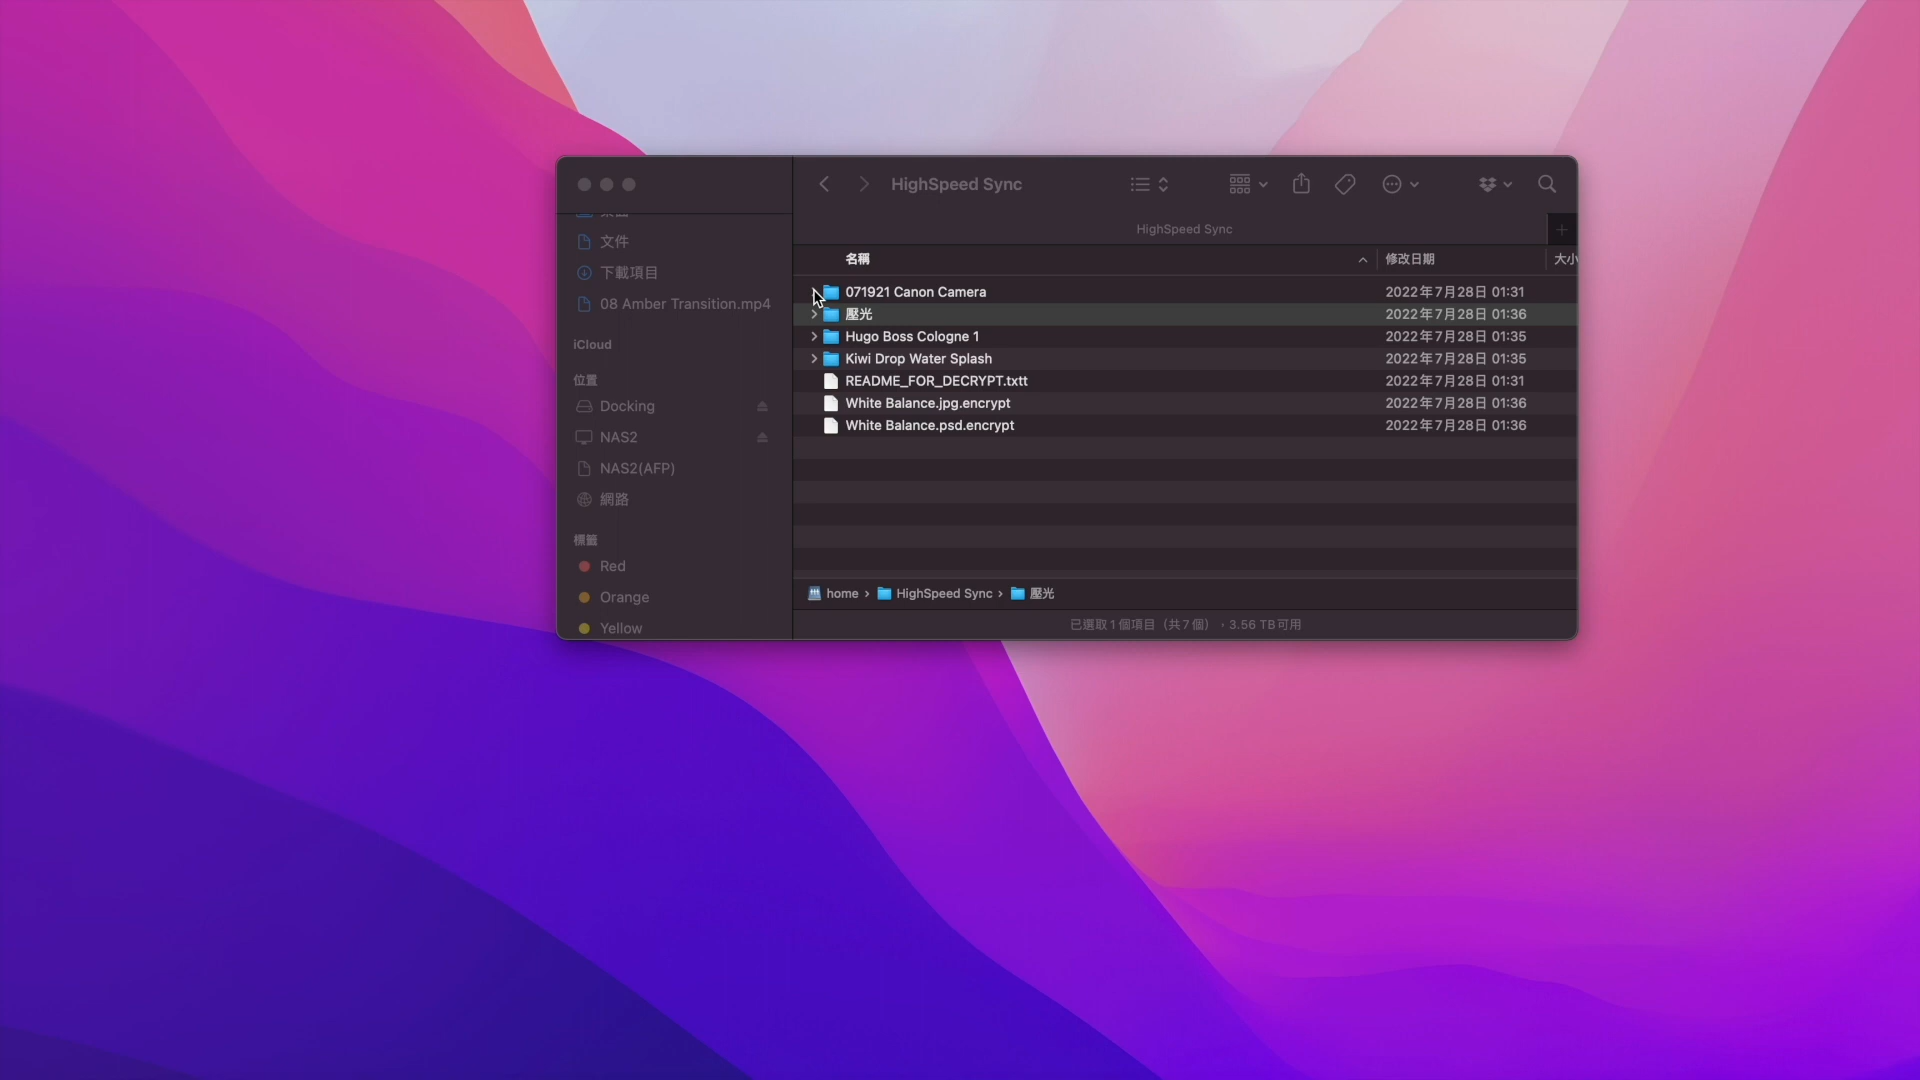 HighSpeed Sync
HighSpeed Sync
名稱
修改日期
大小
文件
下載項目
08 Amber Transition.mp4
iCloud
位置
Docking
NAS2
NAS2(AFP)
網路
標籤
Red
Orange
Yellow
071921 Canon Camera 2022年7月28日 01:31
壓光 2022年7月28日 01:36
Hugo Boss Cologne 1 2022年7月28日 01:35
Kiwi Drop Water Splash 2022年7月28日 01:35
README_FOR_DECRYPT.txtt 2022年7月28日 01:31
White Balance.jpg.encrypt 2022年7月28日 01:36
White Balance.psd.encrypt 2022年7月28日 01:36
home › HighSpeed Sync › 壓光
已選取 1 個項目（共 7 個），3.56 TB 可用